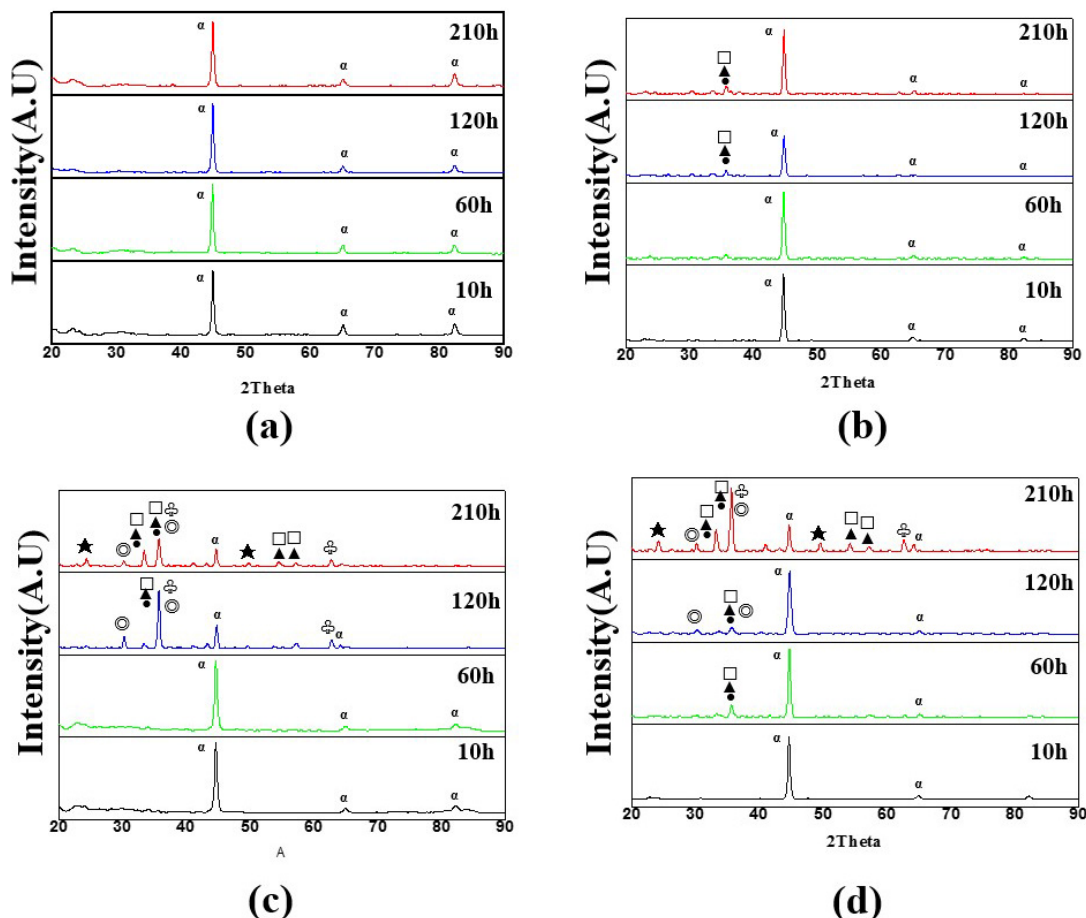 Intensity(A.U)
α
210h
α
α
α
120h
α
α
α
60h
α
α
α
10h
α
α
20 30 40 50 60 70 80 90
2Theta
(a)
Intensity(A.U)
α
210h
□
▲
●
α
α
α
120h
□
▲
●
α
α
60h
α
α
α
10h
α
α
α
20 30 40 50 60 70 80 90
2Theta
(b)
Intensity(A.U)
210h
□ ♧
□ ▲● ◎
▲●
★ ◎ α ★ □ □
▲ ▲ ♧
120h
□ ♧
▲● ◎
◎ α ♧ α
α
60h
α
α
α
10h
α
α
20 30 40 50 60 70 80 90
A
(c)
Intensity(A.U)
210h
□ ♧
□ ▲● ◎
▲●
★ ◎ α ★ □ □
▲ ▲ ♧ α
α
120h
□
◎ ▲● ◎
α
α
60h
□
▲
●
α
α
10h
α
20 30 40 50 60 70 80 90
2Theta
(d)